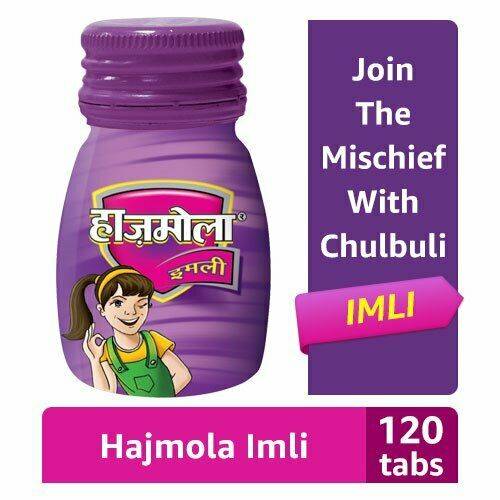 हाज़मोला®
इमली
Join
The
Mischief
With
Chulbuli
IMLI
Hajmola Imli
120
tabs